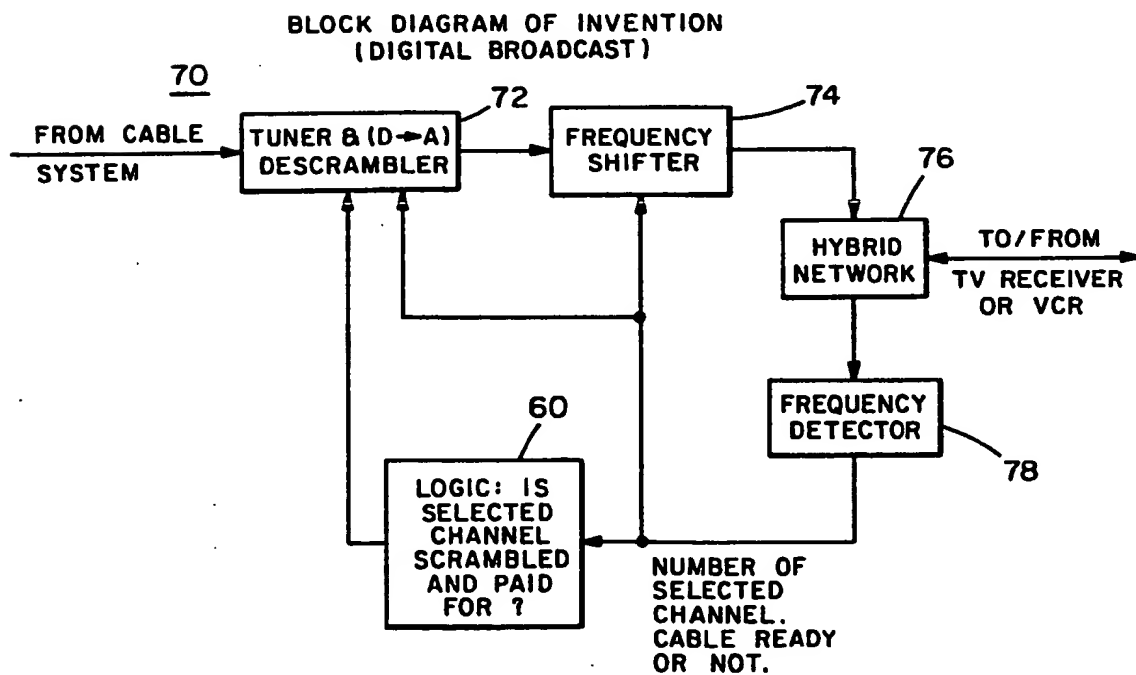 BLOCK DIAGRAM OF INVENTION
(DIGITAL BROADCAST)
70
72
74
76
FROM CABLE
SYSTEM
TUNER & (D→A)
DESCRAMBLER
FREQUENCY
SHIFTER
HYBRID
NETWORK
TO/FROM
TV RECEIVER
OR VCR
FREQUENCY
DETECTOR
78
60
LOGIC: IS
SELECTED
CHANNEL
SCRAMBLED
AND PAID
FOR ?
NUMBER OF
SELECTED
CHANNEL.
CABLE READY
OR NOT.